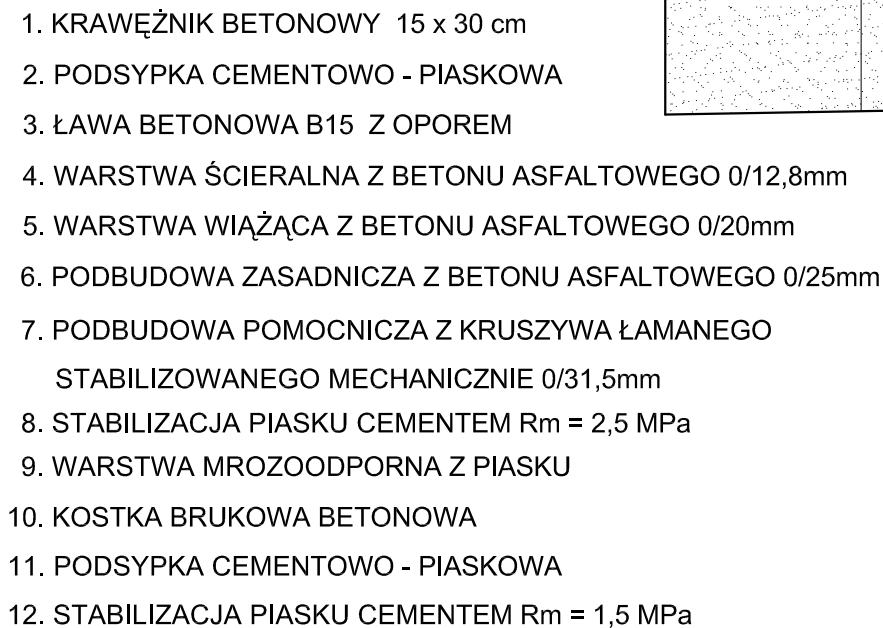 1. KRAWĘŻNIK BETONOWY 15 x 30 cm
2. PODSYPKA CEMENTOWO - PIASKOWA
3. ŁAWA BETONOWA B15 Z OPOREM
4. WARSTWA ŚCIERALNA Z BETONU ASFALTOWEGO 0/12,8mm
5. WARSTWA WIĄŻĄCA Z BETONU ASFALTOWEGO 0/20mm
6. PODBUDOWA ZASADNICZA Z BETONU ASFALTOWEGO 0/25mm
7. PODBUDOWA POMOCNICZA Z KRUSZYWA ŁAMANEGO
STABILIZOWANEGO MECHANICZNIE 0/31,5mm
8. STABILIZACJA PIASKU CEMENTEM Rm = 2,5 MPa
9. WARSTWA MROZOODPORNA Z PIASKU
10. KOSTKA BRUKOWA BETONOWA
11. PODSYPKA CEMENTOWO - PIASKOWA
12. STABILIZACJA PIASKU CEMENTEM Rm = 1,5 MPa